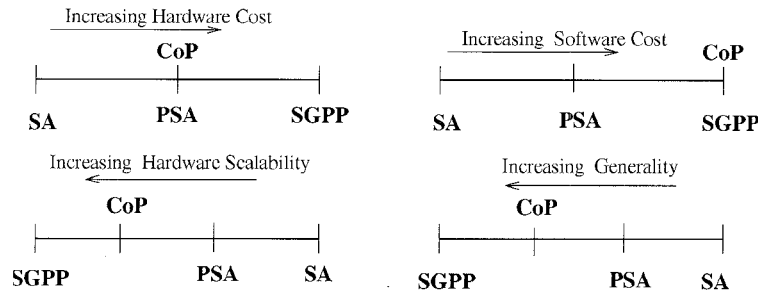 Increasing Hardware Cost
CoP
SA
PSA
SGPP
Increasing Software Cost
CoP
SA
PSA
SGPP
Increasing Hardware Scalability
CoP
SGPP
PSA
SA
Increasing Generality
CoP
SGPP
PSA
SA